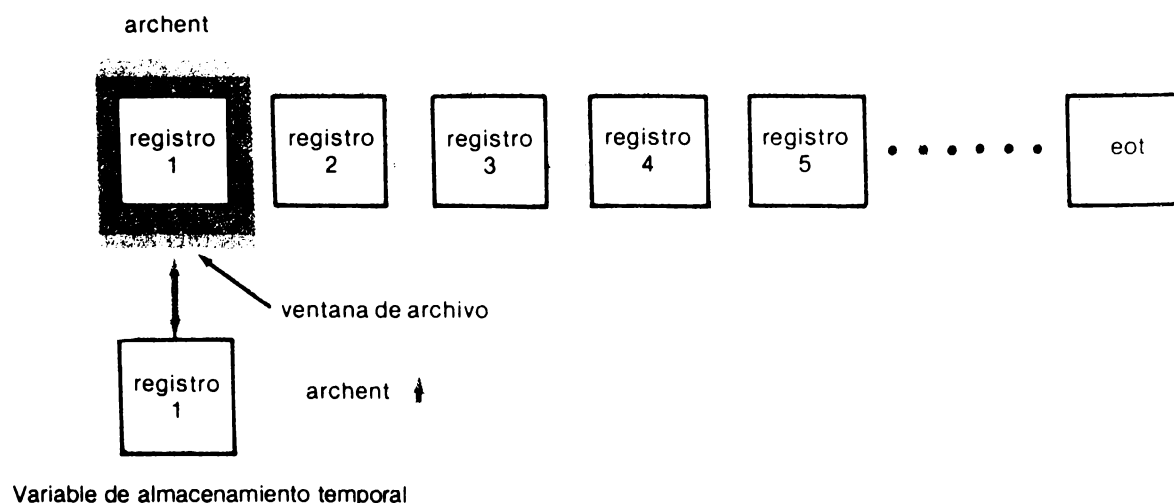 archent
registro
1
registro
2
registro
3
registro
4
registro
5
eot
ventana de archivo
registro
1
archent
Variable de almacenamiento temporal